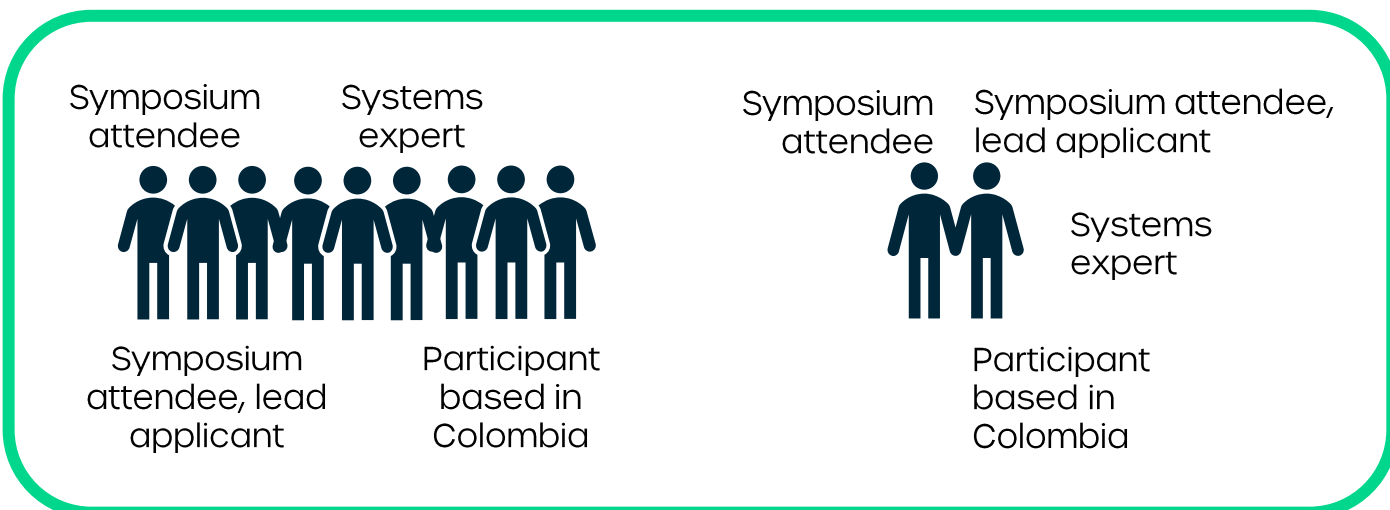 Symposium
attendee
Systems
expert
Symposium
attendee, lead
applicant
Participant
based in
Colombia
Symposium
attendee
Symposium attendee,
lead applicant
Systems
expert
Participant
based in
Colombia